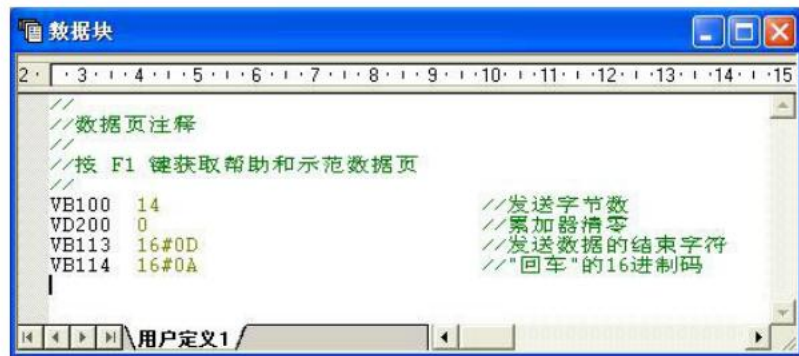 数据块
2 · · 3 · ı · 4 · ı · 5 · ı · 6 · ı · 7 · ı · 8 · ı · 9 · ı ·10· ı ·11· ı ·12· ı ·13· ı ·14· ı ·15
//
//数据页注释
//
//按 F1 键获取帮助和示范数据页
//
VB100 14 //发送字节数
VD200 0 //累加器清零
VB113 16#0D //发送数据的结束字符
VB114 16#0A //"回车"的16进制码
用户定义1